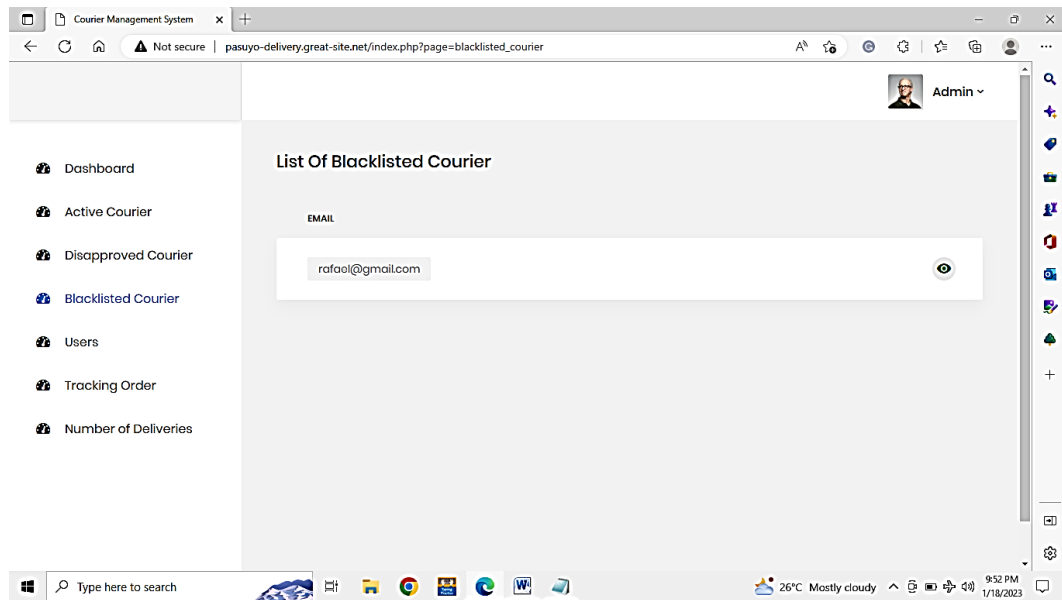 Courier Management System
Not secure | pasuyo-delivery.great-site.net/index.php?page=blacklisted_courier
Admin
Dashboard
Active Courier
Disapproved Courier
Blacklisted Courier
Users
Tracking Order
Number of Deliveries
List Of Blacklisted Courier
EMAIL
rafael@gmail.com
Type here to search
26°C Mostly cloudy
9:52 PM
1/18/2023